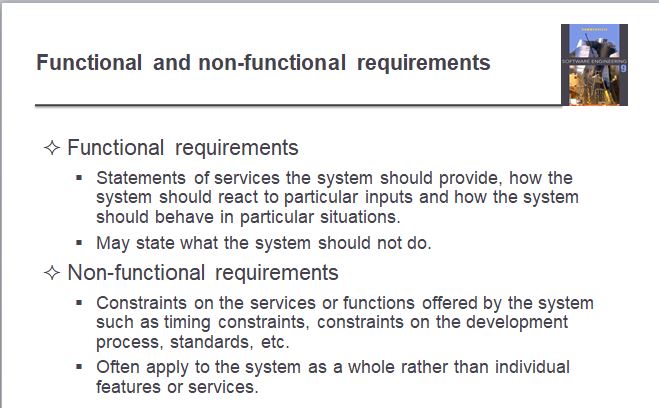 Functional and non-functional requirements
SOMMERVILLE
SOFTWARE ENGINEERING
9
✧ Functional requirements
▪ Statements of services the system should provide, how the
system should react to particular inputs and how the system
should behave in particular situations.
▪ May state what the system should not do.
✧ Non-functional requirements
▪ Constraints on the services or functions offered by the system
such as timing constraints, constraints on the development
process, standards, etc.
▪ Often apply to the system as a whole rather than individual
features or services.